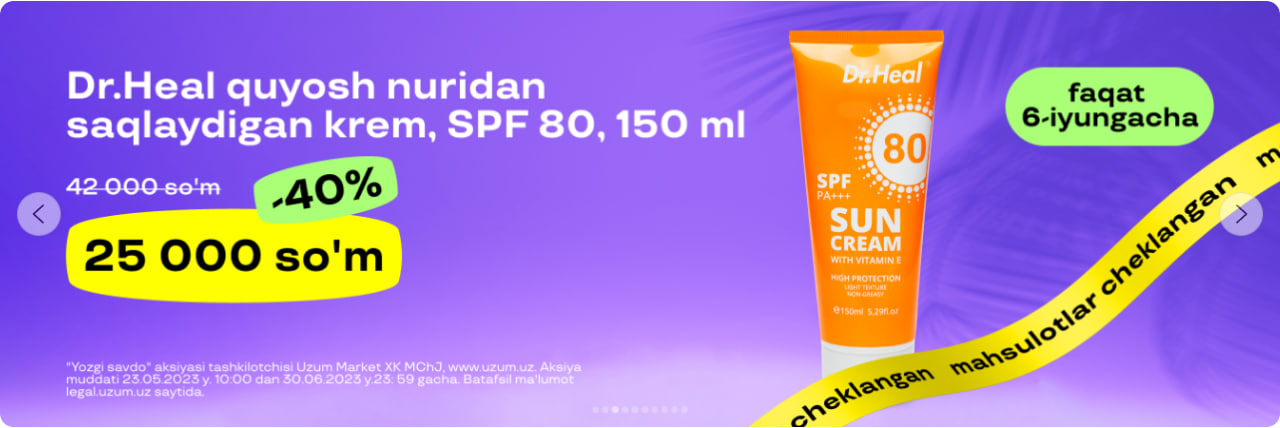 Dr.Heal quyosh nuridan
saqlaydigan krem, SPF 80, 150 ml
42 000 so'm
-40%
25 000 so'm
"Yozgi savdo" aksiyasi tashkilotchisi Uzum Market XK MChJ, www.uzum.uz. Aksiya
muddati 23.05.2023 y. 10:00 dan 30.06.2023 y.23: 59 gacha. Batafsil ma'lumot
legal.uzum.uz saytida.
Dr.Heal
80
SPF
PA+++
SUN
CREAM
WITH VITAMIN E
HIGH PROTECTION
LIGHT TEXTURE
NON-GREASY
℮150ml 5,29fl.oz
faqat
6-iyungacha
cheklangan mahsulotlar cheklangan m